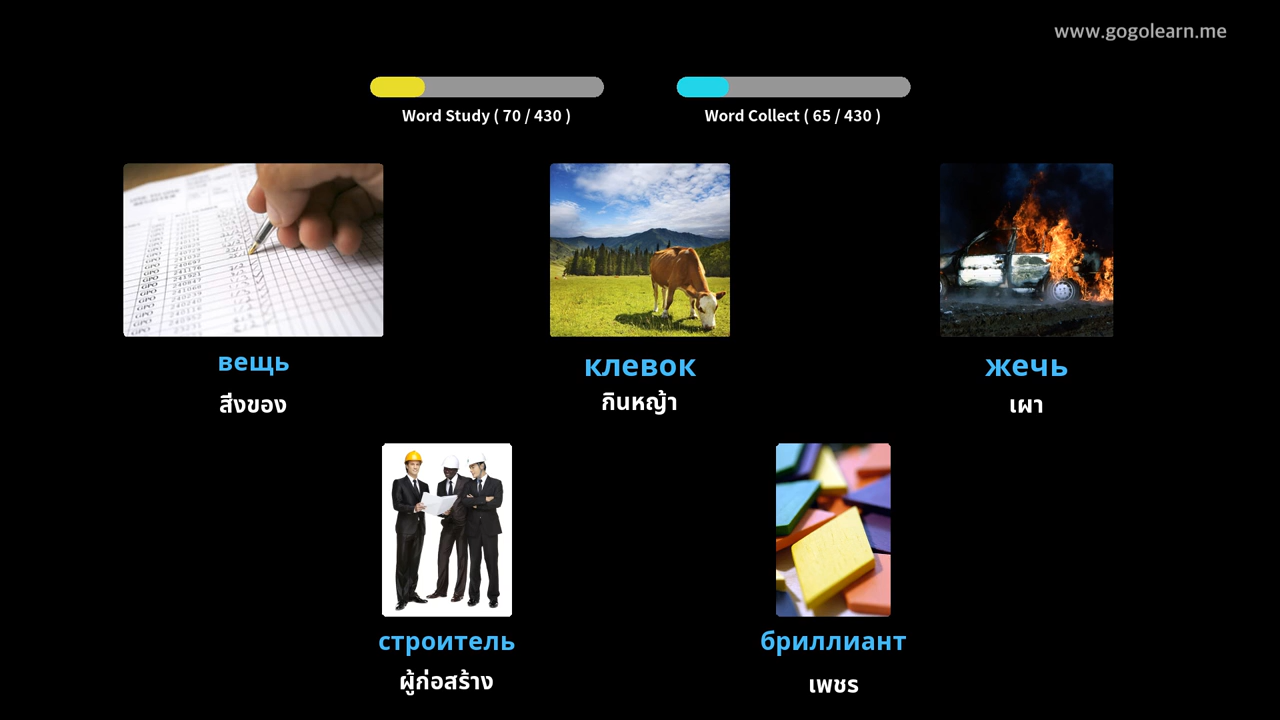 www.gogolearn.me
Word Study ( 70 / 430 )
Word Collect ( 65 / 430 )
вещь
สิ่งของ
клевок
กินหญ้า
жечь
เผา
строитель
ผู้ก่อสร้าง
бриллиант
เพชร